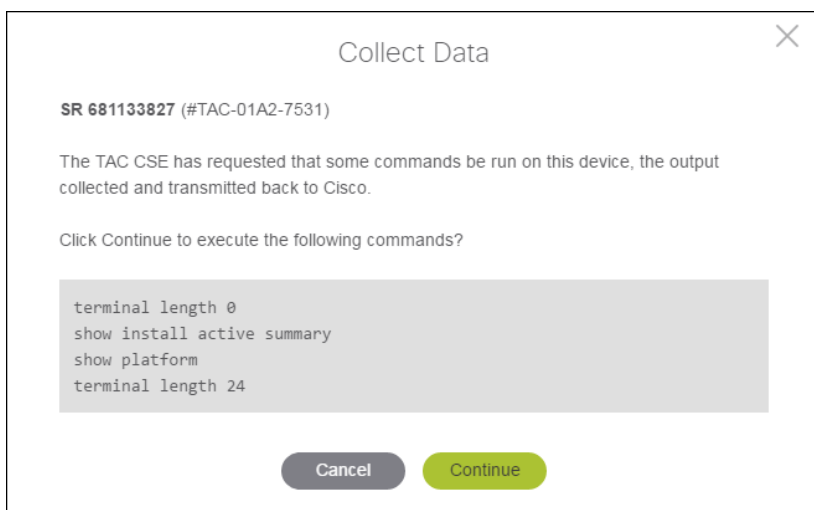 Collect Data
SR 681133827 (#TAC-01A2-7531)
The TAC CSE has requested that some commands be run on this device, the output
collected and transmitted back to Cisco.
Click Continue to execute the following commands?
terminal length 0
show install active summary
show platform
terminal length 24
Cancel Continue